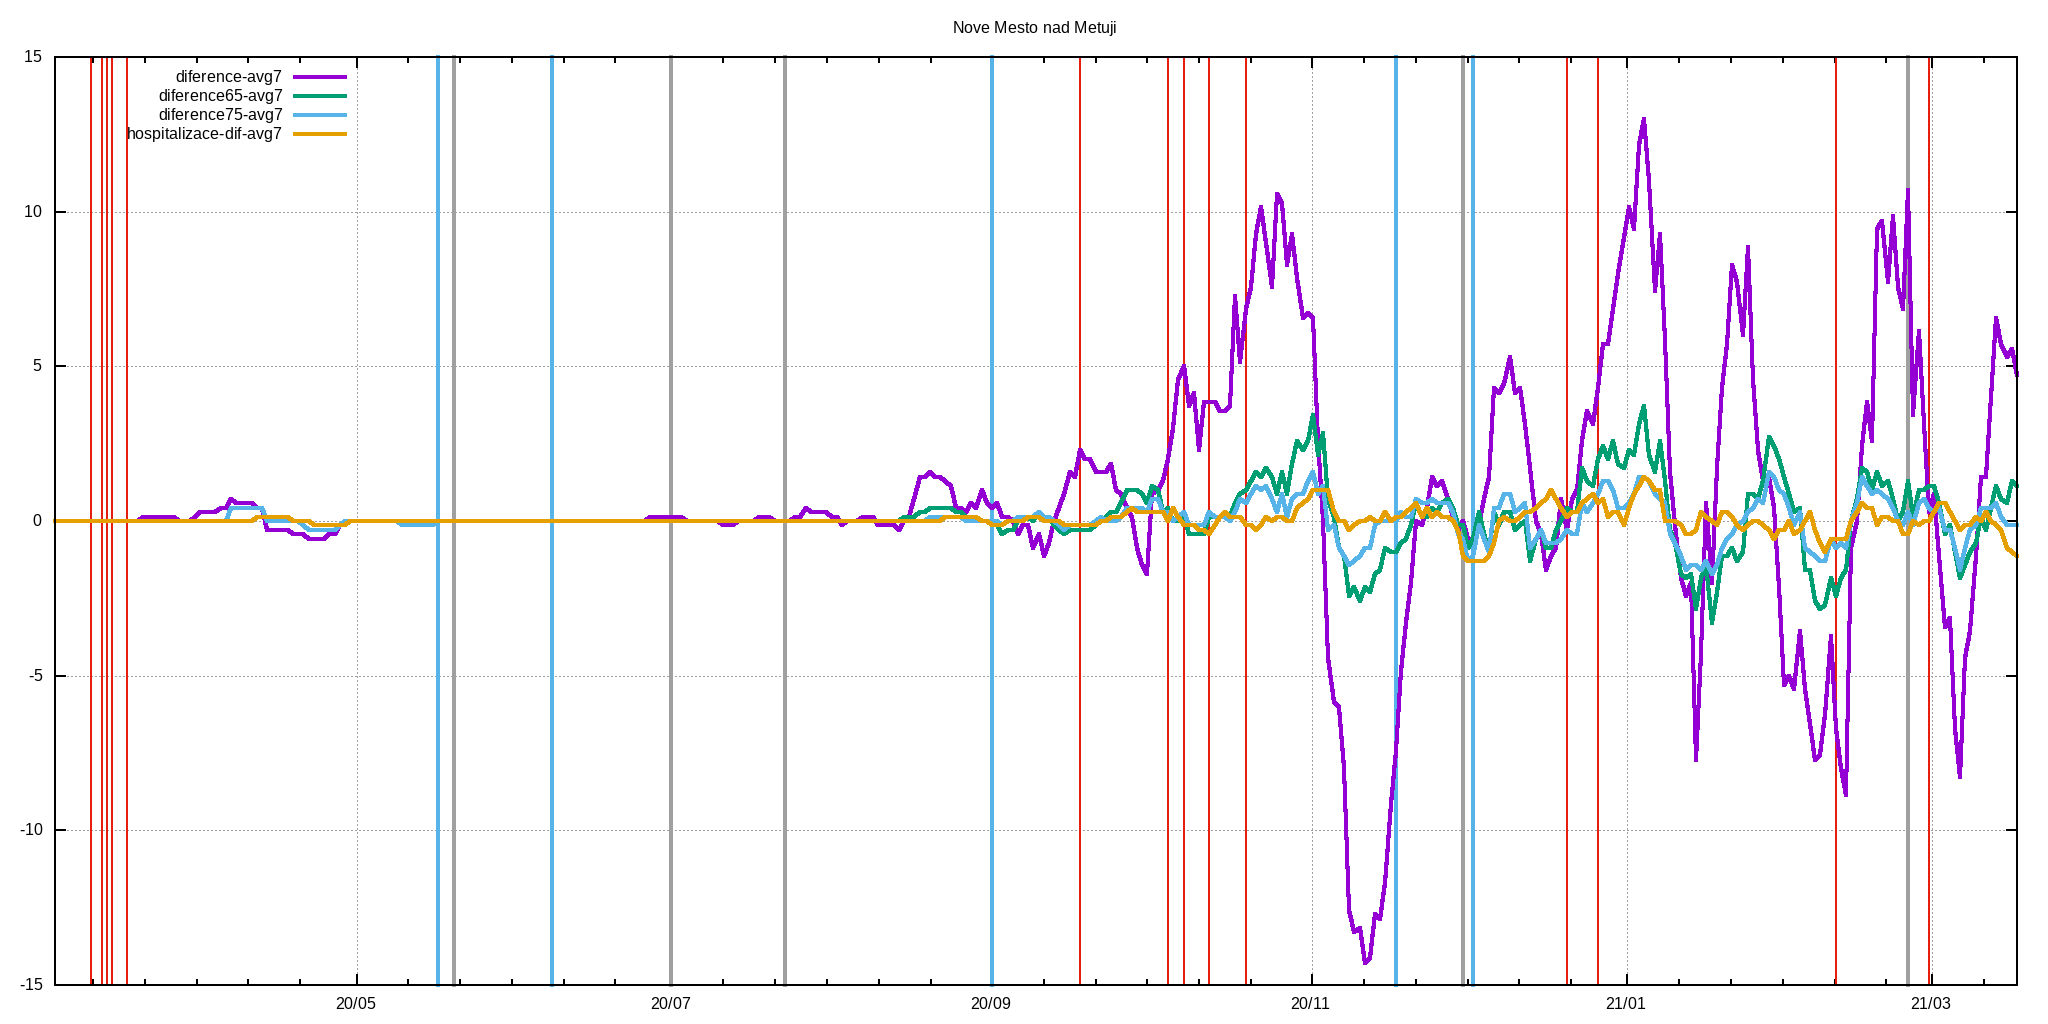 Nove Mesto nad Metuji
15
diference-avg7
diference65-avg7
diference75-avg7
hospitalizace-dif-avg7
10
5
0
-5
-10
-15
20/05 20/07 20/09 20/11 21/01 21/03